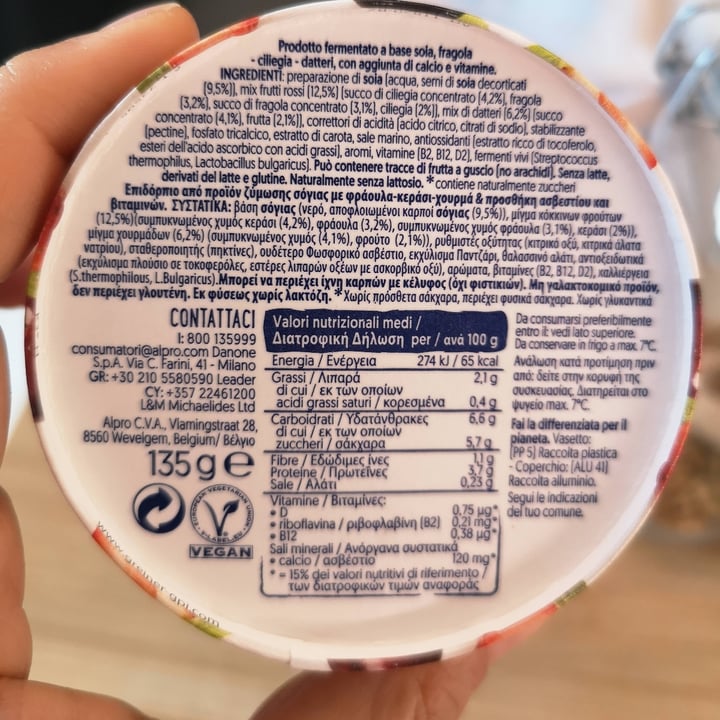 Prodotto fermentato a base soia, fragola
- ciliegia - datteri, con aggiunta di calcio e vitamine.
INGREDIENTI: preparazione di soia (acqua, semi di soia decorticati
(9,5%)), mix frutti rossi (12,5%) (succo di ciliegia concentrato (4,2%), fragola
(3,2%), succo di fragola concentrato (3,1%), ciliegia (2%)), mix di datteri (6,2%) (succo
concentrato (4,1%), frutta (2,1%)), correttori di acidità (acido citrico, citrati di sodio), stabilizzante
(pectine), fosfato tricalcico, estratto di carota, sale marino, antiossidanti (estratto ricco di tocoferolo,
esteri dell'acido ascorbico con acidi grassi), aromi, vitamine (B2, B12, D2), fermenti vivi (Streptococcus
thermophilus, Lactobacillus bulgaricus). Può contenere tracce di frutta a guscio (no arachidi). Senza latte,
derivati del latte e glutine. Naturalmente senza lattosio. *contiene naturalmente zuccheri
Επιδόρπιο από προϊόν ζύμωσης σόγιας με φράουλα-κεράσι-χουρμά & προσθήκη ασβεστίου και
βιταμινών. ΣΥΣΤΑΤΙΚΑ: βάση σόγιας (νερό, αποφλοιωμένοι καρποί σόγιας (9,5%)), μίγμα κόκκινων φρούτων
(12,5%)(συμπυκνωμένος χυμός κεράσι (4,2%), φράουλα (3,2%), συμπυκνωμένος χυμός φράουλα (3,1%), κεράσι (2%)),
μίγμα χουρμάδων (6,2%) (συμπυκνωμένος χυμός (4,1%), φρούτο (2,1%)), ρυθμιστές οξύτητας (κιτρικό οξύ, κιτρικά άλατα
νατρίου), σταθεροποιητής (πηκτίνες), ουδέτερο Φωσφορικό ασβέστιο, εκχύλισμα Παντζάρι, θαλασσινό αλάτι, αντιοξειδωτικά
(εκχύλισμα πλούσιο σε τοκοφερόλες, εστέρες λιπαρών οξέων με ασκορβικό οξύ), αρώματα, βιταμίνες (B2, B12, D2), καλλιέργεια
(S.thermophilous, L.Bulgaricus).Μπορεί να περιέχει ίχνη καρπών με κέλυφος (όχι φιστικιών). Μη γαλακτοκομικό προϊόν,
δεν περιέχει γλουτένη. Εκ φύσεως χωρίς λακτόζη. *Χωρίς πρόσθετα σάκχαρα, περιέχει φυσικά σάκχαρα. Χωρίς γλυκαντικά
CONTATTACI
I: 800 135999
consumatori@alpro.com Danone
S.p.A. Via C. Farini, 41 - Milano
GR: +30 210 5580590 Leader
CY: +357 22461200
L&M Michaelides Ltd
Alpro C.V.A., Vlamingstraat 28,
8560 Wevelgem, Belgium/ Βέλγιο
135 g e
EUROPEAN VEGETARIAN UNION
V-LABEL.EU
VEGAN
Valori nutrizionali medi /
Διατροφική Δήλωση per / ανά 100 g
Energia / Ενέργεια 274 kJ / 65 kcal
Grassi / Λιπαρά 2,1 g
di cui / εκ των οποίων
acidi grassi saturi / κορεσμένα 0,4 g
Carboidrati / Υδατάνθρακες 6,6 g
di cui / εκ των οποίων
zuccheri / σάκχαρα 5,7 g
Fibre / Εδώδιμες ίνες 1,1 g
Proteine / Πρωτεΐνες 3,7 g
Sale / Αλάτι 0,23 g
Vitamine / Βιταμίνες:
• D 0,75 µg*
• riboflavina / ριβοφλαβίνη (B2) 0,21 mg*
• B12 0,38 µg*
Sali minerali / Ανόργανα συστατικά
• calcio / ασβέστιο 120 mg*
* = 15% dei valori nutritivi di riferimento /
των διατροφικών τιμών αναφοράς
Da consumarsi preferibilmente
entro il: vedi lato superiore.
Da conservare in frigo a max. 7°C.
Ανάλωση κατά προτίμηση πριν
από: δείτε στην κορυφή της
συσκευασίας. Διατηρείται στο
ψυγείο max. 7°C.
Fai la differenziata per il
pianeta. Vasetto:
(PP 5) Raccolta plastica
- Coperchio: (ALU 41)
Raccolta alluminio.
Segui le indicazioni
del tuo comune.
www.greiner-gpi.com